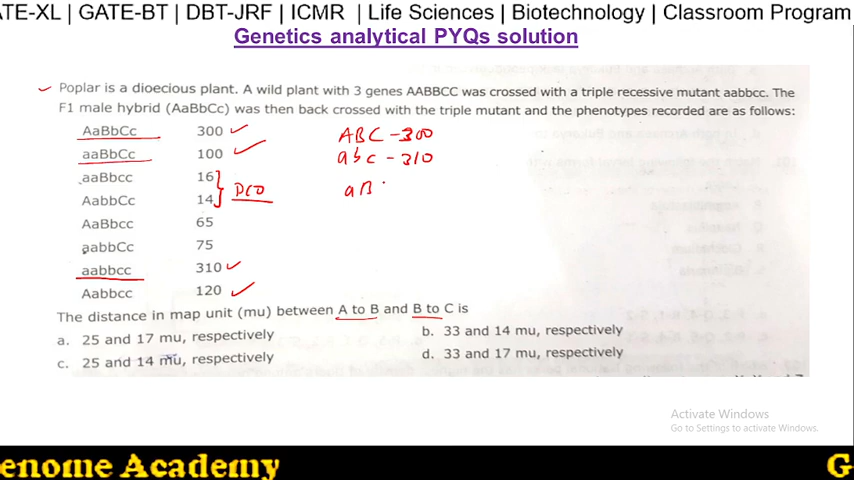 ATE-XL | GATE-BT | DBT-JRF | ICMR | Life Sciences | Biotechnology | Classroom Program
Genetics analytical PYQs solution
Poplar is a dioecious plant. A wild plant with 3 genes AABBCC was crossed with a triple recessive mutant aabbcc. The
F1 male hybrid (AaBbCc) was then back crossed with the triple mutant and the phenotypes recorded are as follows:
AaBbCc 300
aaBbCc 100
aaBbcc 16
AabbCc 14
AaBbcc 65
aabbCc 75
aabbcc 310
Aabbcc 120
DCO
ABC - 300
abc - 310
aB
The distance in map unit (mu) between A to B and B to C is
a. 25 and 17 mu, respectively
b. 33 and 14 mu, respectively
c. 25 and 14 mu, respectively
d. 33 and 17 mu, respectively
Activate Windows
Go to Settings to activate Windows.
enome Academy
G